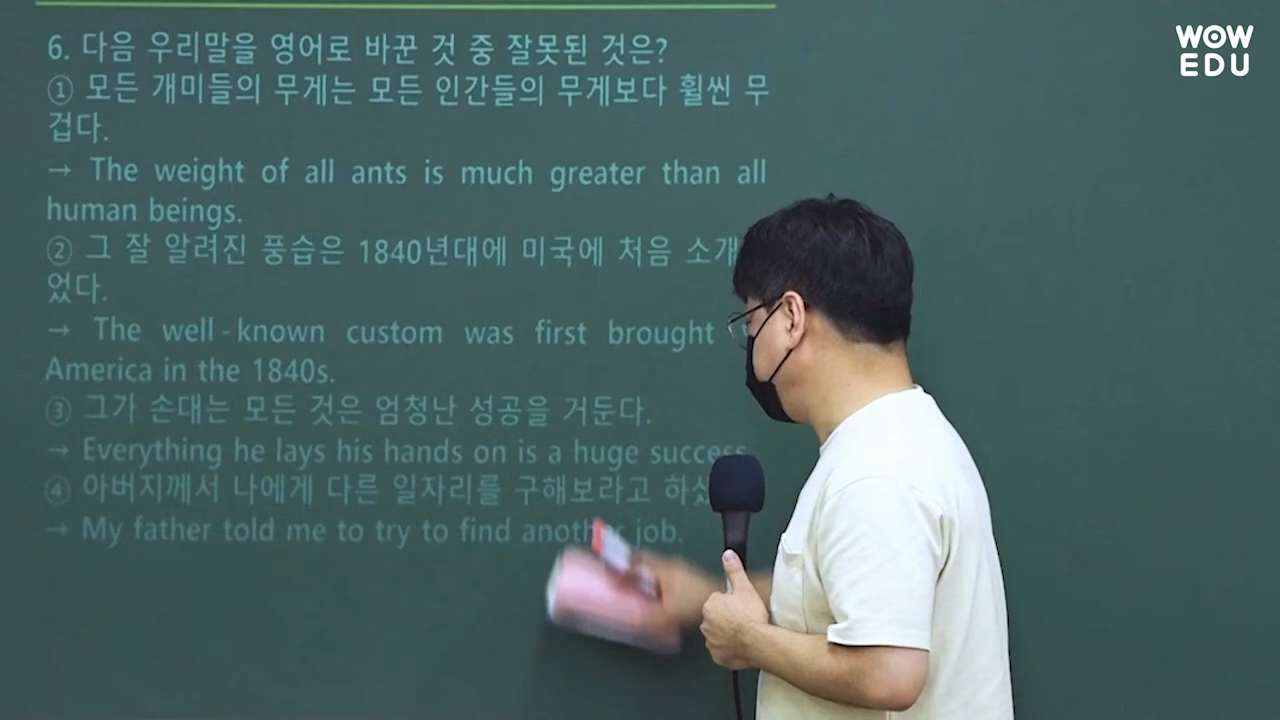 6. 다음 우리말을 영어로 바꾼 것 중 잘못된 것은?
① 모든 개미들의 무게는 모든 인간들의 무게보다 훨씬 무
겁다.
→ The weight of all ants is much greater than all
human beings.
② 그 잘 알려진 풍습은 1840년대에 미국에 처음 소개
었다.
→ The well-known custom was first brought
America in the 1840s.
③ 그가 손대는 모든 것은 엄청난 성공을 거둔다.
→ Everything he lays his hands on is a huge success
④ 아버지께서 나에게 다른 일자리를 구해보라고
→ My father told me to try to find another job.
WOW
EDU